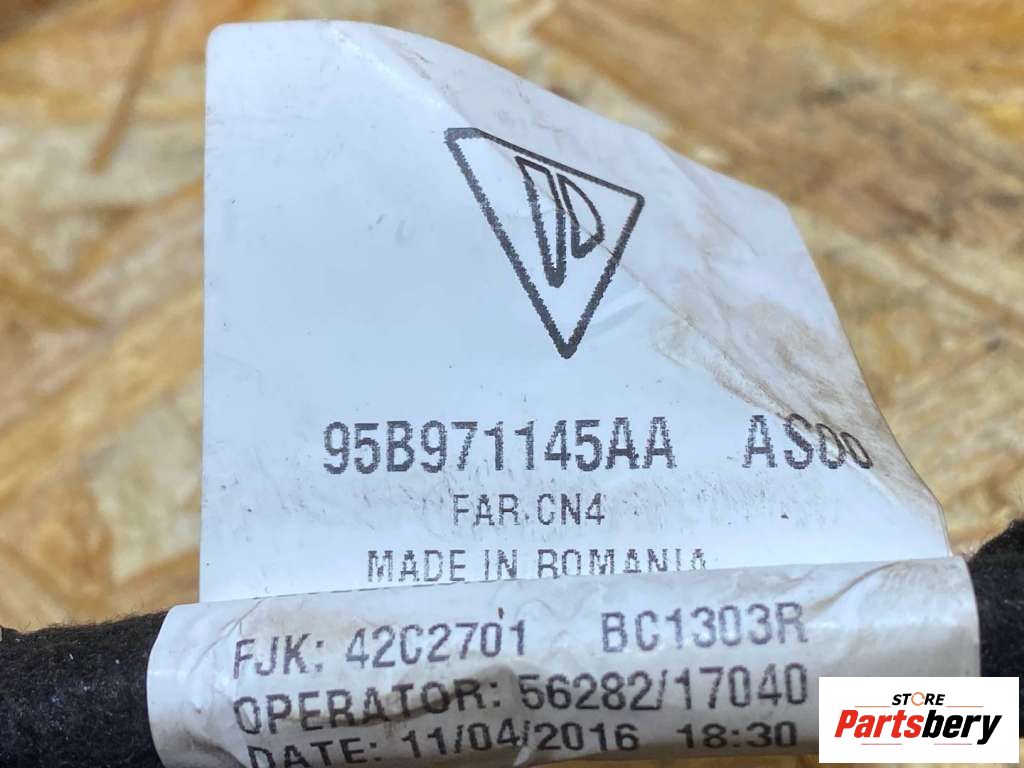 95B971145AA AS00
FAR.CN4
MADE IN ROMANIA
FJK: 42C2701 BC1303R
OPERATOR: 56282/17040
DATE: 11/04/2016 18:30
STORE
Partsbery